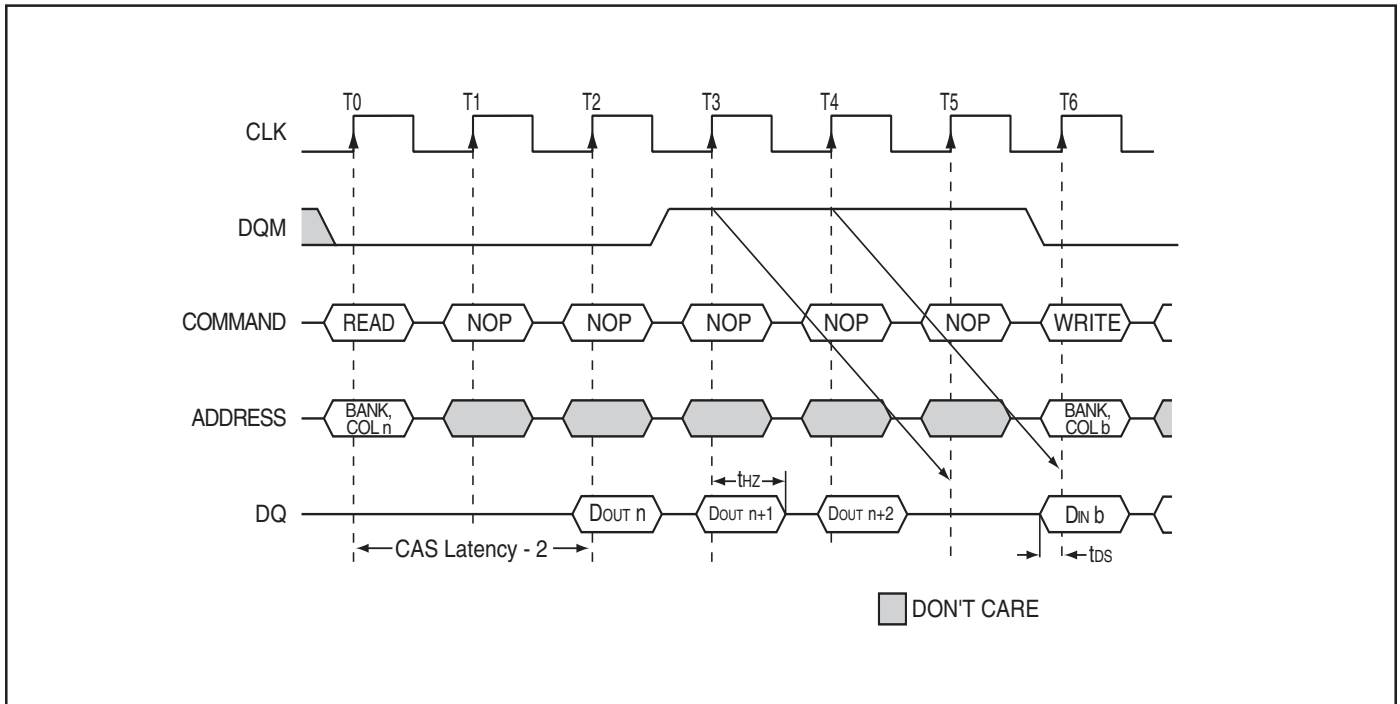 T0 T1 T2 T3 T4 T5 T6
CLK
DQM
COMMAND READ NOP NOP NOP NOP NOP WRITE
ADDRESS BANK, COL n BANK, COL b
tHZ
DQ DOUT n DOUT n+1 DOUT n+2 DIN b
CAS Latency - 2 tDS
DON'T CARE